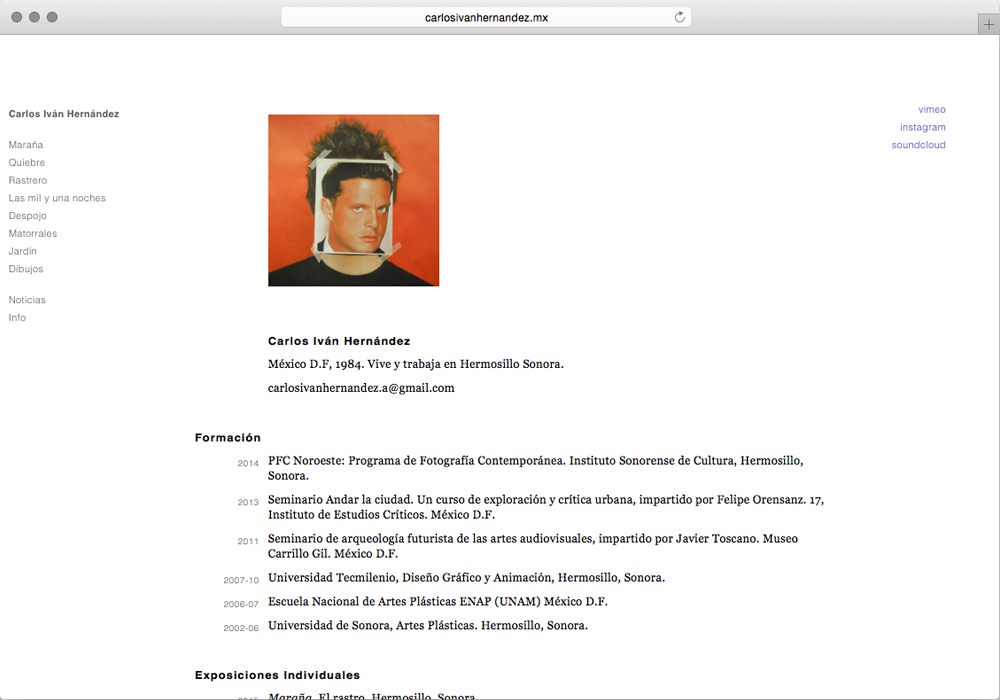 carlosivanhernandez.mx
Carlos Iván Hernández
Maraña
Quiebre
Rastrero
Las mil y una noches
Despojo
Matorrales
Jardín
Dibujos
Noticias
Info
vimeo
instagram
soundcloud
Carlos Iván Hernández
México D.F, 1984. Vive y trabaja en Hermosillo Sonora.
carlosivanhernandez.a@gmail.com
Formación
2014 PFC Noroeste: Programa de Fotografía Contemporánea. Instituto Sonorense de Cultura, Hermosillo,
Sonora.
2013 Seminario Andar la ciudad. Un curso de exploración y crítica urbana, impartido por Felipe Orensanz. 17,
Instituto de Estudios Críticos. México D.F.
2011 Seminario de arqueología futurista de las artes audiovisuales, impartido por Javier Toscano. Museo
Carrillo Gil. México D.F.
2007-10 Universidad Tecmilenio, Diseño Gráfico y Animación, Hermosillo, Sonora.
2006-07 Escuela Nacional de Artes Plásticas ENAP (UNAM) México D.F.
2002-06 Universidad de Sonora, Artes Plásticas. Hermosillo, Sonora.
Exposiciones Individuales
Maraña. El rastro. Hermosillo, Sonora